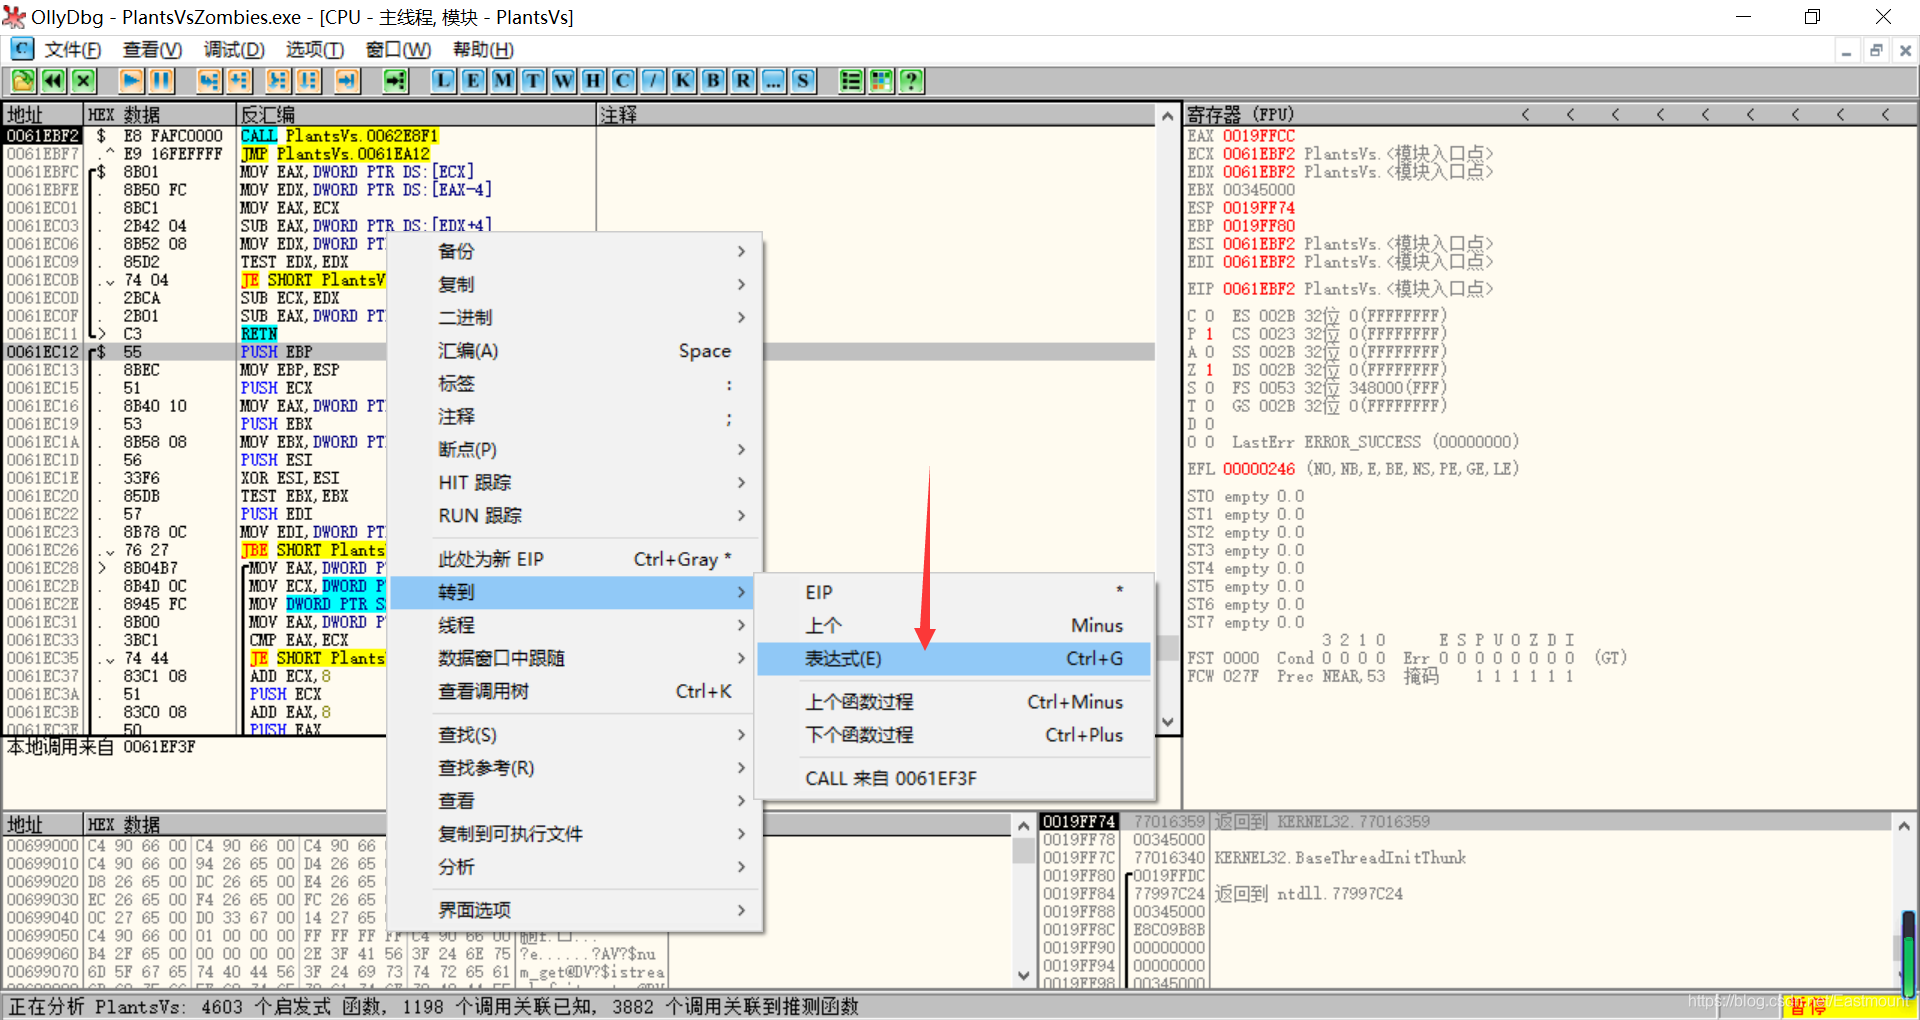 OllyDbg - PlantsVsZombies.exe - [CPU - 主线程, 模块 - PlantsVs]
C 文件(F) 查看(V) 调试(D) 选项(T) 窗口(W) 帮助(H)
L E M T W H C / K B R ... S ?
地址 HEX 数据 反汇编 注释
0061EBF2 $ E8 FAFC0000 CALL PlantsVs.0062E8F1
0061EBF7 .^ E9 16FEFFFF JMP PlantsVs.0061EA12
0061EBFC $ 8B01 MOV EAX,DWORD PTR DS:[ECX]
0061EBFE . 8B50 FC MOV EDX,DWORD PTR DS:[EAX-4]
0061EC01 . 8BC1 MOV EAX,ECX
0061EC03 . 2B42 04 SUB EAX,DWORD PTR DS:[EDX+4]
0061EC06 . 8B52 08 MOV EDX,DWORD PT
0061EC09 . 85D2 TEST EDX,EDX
0061EC0B .v 74 04 JE SHORT PlantsV
0061EC0D . 2BCA SUB ECX,EDX
0061EC0F . 2B01 SUB EAX,DWORD PT
0061EC11 > C3 RETN
0061EC12 $ 55 PUSH EBP
0061EC13 . 8BEC MOV EBP,ESP
0061EC15 . 51 PUSH ECX
0061EC16 . 8B40 10 MOV EAX,DWORD PT
0061EC19 . 53 PUSH EBX
0061EC1A . 8B58 08 MOV EBX,DWORD PT
0061EC1D . 56 PUSH ESI
0061EC1E . 33F6 XOR ESI,ESI
0061EC20 . 85DB TEST EBX,EBX
0061EC22 . 57 PUSH EDI
0061EC23 . 8B78 0C MOV EDI,DWORD PT
0061EC26 .v 76 27 JBE SHORT Plants
0061EC28 > 8B04B7 MOV EAX,DWORD P
0061EC2B . 8B4D 0C MOV ECX,DWORD P
0061EC2E . 8945 FC MOV DWORD PTR S
0061EC31 . 8B00 MOV EAX,DWORD P
0061EC33 . 3BC1 CMP EAX,ECX
0061EC35 .v 74 44 JE SHORT Plants
0061EC37 . 83C1 08 ADD ECX,8
0061EC3A . 51 PUSH ECX
0061EC3B . 83C0 08 ADD EAX,8
0061EC3E . 50 PUSH EAX
本地调用来自 0061EF3F
备份
复制
二进制
汇编(A) Space
标签 :
注释 ;
断点(P)
HIT 跟踪
RUN 跟踪
此处为新 EIP Ctrl+Gray *
转到
线程
数据窗口中跟随
查看调用树 Ctrl+K
查找(S)
查找参考(R)
查看
复制到可执行文件
分析
界面选项
EIP *
上个 Minus
表达式(E) Ctrl+G
上个函数过程 Ctrl+Minus
下个函数过程 Ctrl+Plus
CALL 来自 0061EF3F
寄存器 (FPU) < < < < < < < < <
EAX 0019FFCC
ECX 0061EBF2 PlantsVs.<模块入口点>
EDX 0061EBF2 PlantsVs.<模块入口点>
EBX 00345000
ESP 0019FF74
EBP 0019FF80
ESI 0061EBF2 PlantsVs.<模块入口点>
EDI 0061EBF2 PlantsVs.<模块入口点>
EIP 0061EBF2 PlantsVs.<模块入口点>
C 0 ES 002B 32位 0(FFFFFFFF)
P 1 CS 0023 32位 0(FFFFFFFF)
A 0 SS 002B 32位 0(FFFFFFFF)
Z 1 DS 002B 32位 0(FFFFFFFF)
S 0 FS 0053 32位 348000(FFF)
T 0 GS 002B 32位 0(FFFFFFFF)
D 0
O 0 LastErr ERROR_SUCCESS (00000000)
EFL 00000246 (NO,NB,E,BE,NS,PE,GE,LE)
ST0 empty 0.0
ST1 empty 0.0
ST2 empty 0.0
ST3 empty 0.0
ST4 empty 0.0
ST5 empty 0.0
ST6 empty 0.0
ST7 empty 0.0
3 2 1 0 E S P U O Z D I
FST 0000 Cond 0 0 0 0 Err 0 0 0 0 0 0 0 0 (GT)
FCW 027F Prec NEAR,53 掩码 1 1 1 1 1 1
地址 HEX 数据
00699000 C4 90 66 00 C4 90 66 00 C4 90 66
00699010 C4 90 66 00 94 26 65 00 D4 26 65
00699020 D8 26 65 00 DC 26 65 00 E4 26 65
00699030 EC 26 65 00 F4 26 65 00 FC 26 65
00699040 0C 27 65 00 D0 33 67 00 14 27 65
00699050 C4 90 66 00 01 00 00 00 FF FF FF FF C4 90 66 00
00699060 B4 2F 65 00 00 00 00 00 2E 3F 41 56 3F 24 6E 75 ?e......?AV?$nu
00699070 6D 5F 67 65 74 40 44 56 3F 24 69 73 74 72 65 61 m_get@DV?$istrea
0019FF74 77016359 返回到 KERNEL32.77016359
0019FF78 00345000
0019FF7C 77016340 KERNEL32.BaseThreadInitThunk
0019FF80 0019FFDC
0019FF84 77997C24 返回到 ntdll.77997C24
0019FF88 00345000
0019FF8C E8C09B8B
0019FF90 00000000
0019FF94 00000000
0019FF98 00345000
正在分析 PlantsVs: 4603 个启发式 函数, 1198 个调用关联已知, 3882 个调用关联到推测函数
https://blog.csdn.net/Eastmount
暂停